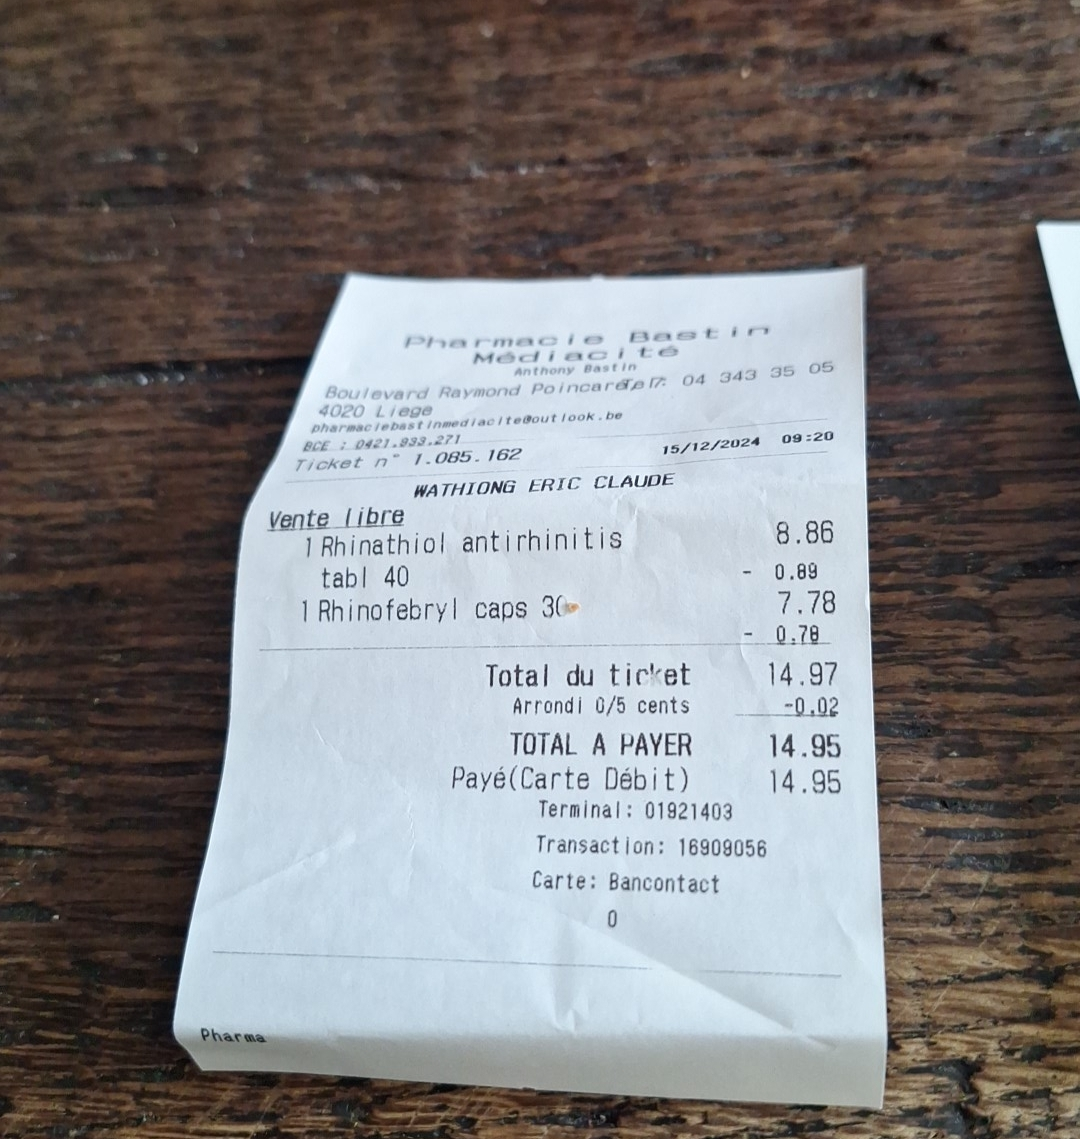 Pharmacie Bastin
Médiacité
Anthony Bastin
Boulevard Raymond Poincaré 7 Tel : 04 343 35 05
4020 Liege
pharmaciebastinmediacite@outlook.be
BCE : 0421.933.271
Ticket n° 1.085.162 15/12/2024 09:20
WATHIONG ERIC CLAUDE
Vente libre
1 Rhinathiol antirhinitis 8.86
tabl 40 - 0.89
1 Rhinofebryl caps 30 7.78
- 0.78
Total du ticket 14.97
Arrondi 0/5 cents -0.02
TOTAL A PAYER 14.95
Payé(Carte Débit) 14.95
Terminal: 01921403
Transaction: 16909056
Carte: Bancontact
0
Pharma